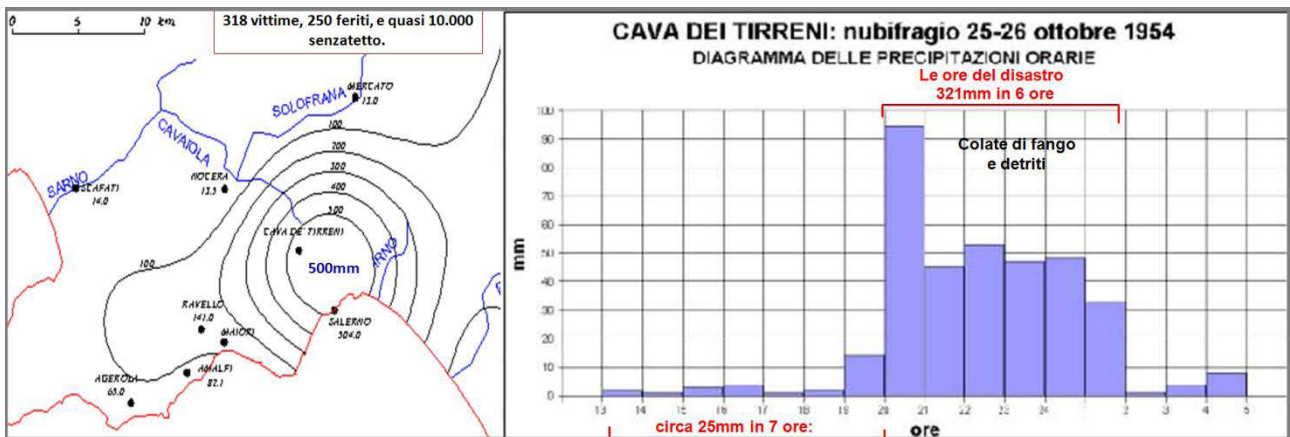 0 5 10 km
318 vittime, 250 feriti, e quasi 10.000
senzatetto.
MERCATO
13.0
SOLOFRANA
100
CAVAIOLA
200
300
NOCERA
13.5
SARNO
SCAFATI
14.0
400
500
CAVA DE' TIRRENI
IRNO
500mm
100
RAVELLO
141.0
MAIORI
SALERNO
504.0
AGEROLA
65.0
AMALFI
87.1
CAVA DEI TIRRENI: nubifragio 25-26 ottobre 1954
DIAGRAMMA DELLE PRECIPITAZIONI ORARIE
Le ore del disastro
321mm in 6 ore
Colate di fango
e detriti
100
90
80
70
60
50
40
30
20
10
0
mm
13 14 15 16 17 18 19 20 21 22 23 24 1 2 3 4 5
circa 25mm in 7 ore:
ore